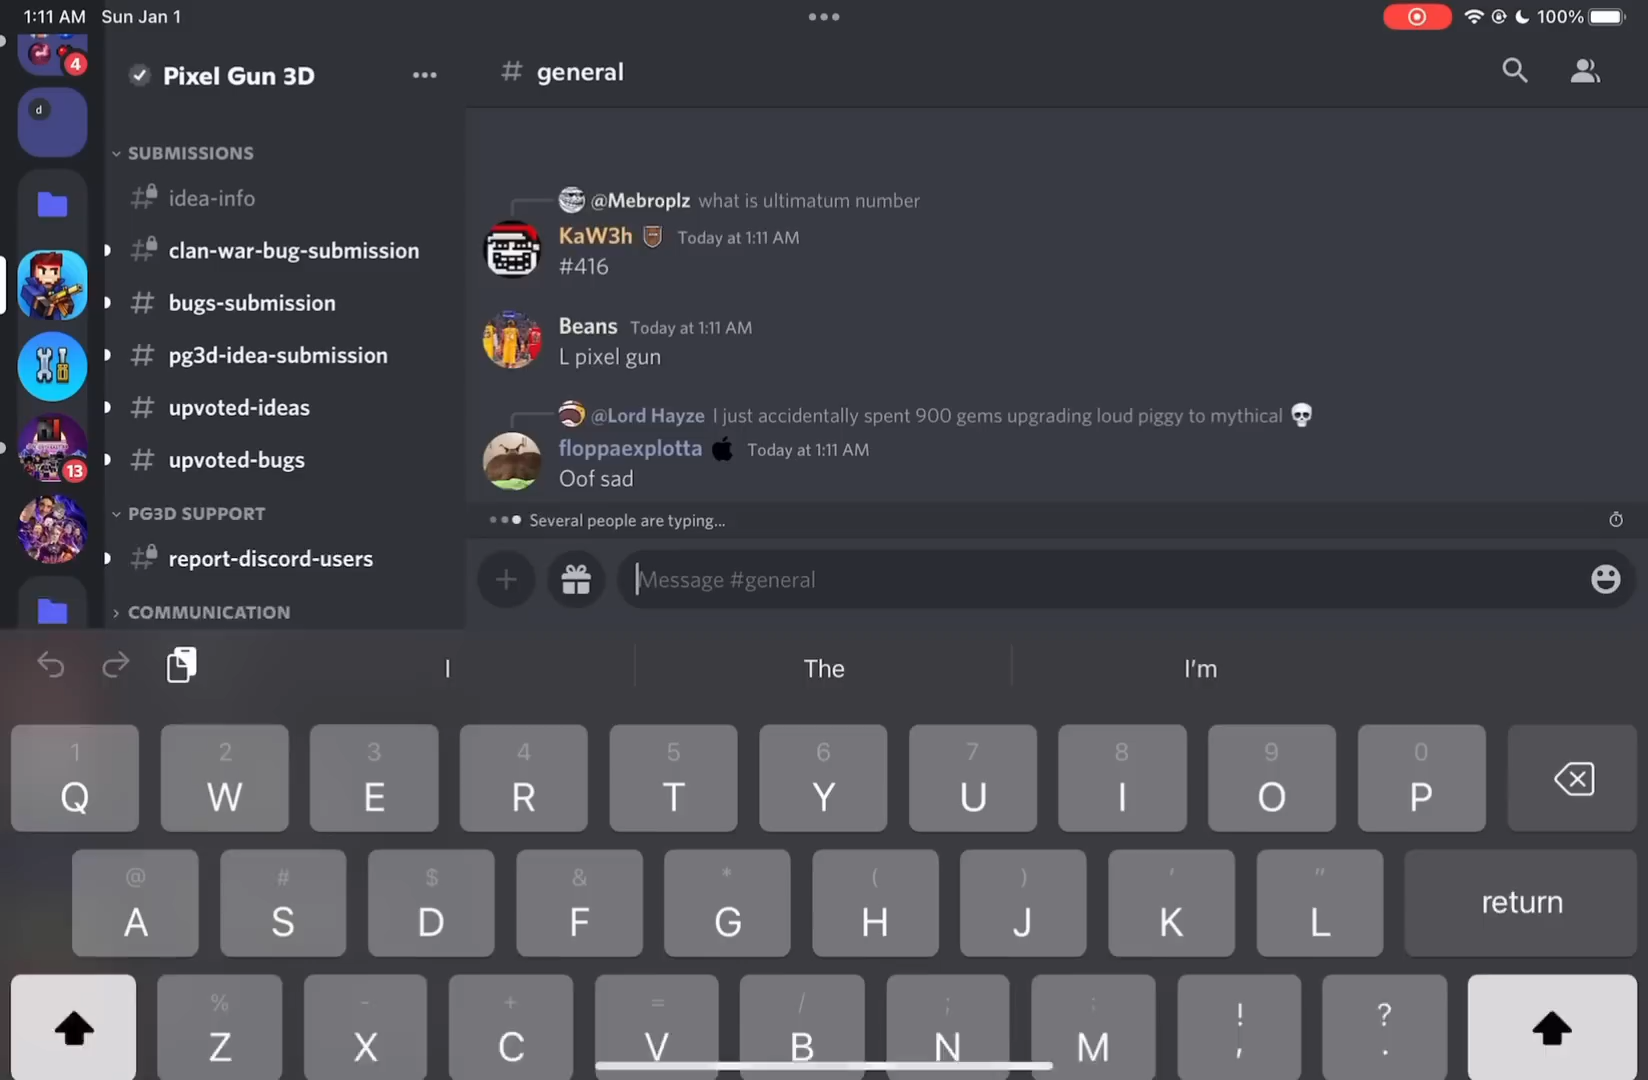 1:11 AM Sun Jan 1
100%
4
d
13
Pixel Gun 3D
SUBMISSIONS
# idea-info
# clan-war-bug-submission
# bugs-submission
# pg3d-idea-submission
# upvoted-ideas
# upvoted-bugs
PG3D SUPPORT
# report-discord-users
COMMUNICATION
# general
@Mebroplz what is ultimatum number
KaW3h Today at 1:11 AM
#416
Beans Today at 1:11 AM
L pixel gun
@Lord Hayze I just accidentally spent 900 gems upgrading loud piggy to mythical 💀
floppaexplotta Today at 1:11 AM
Oof sad
Several people are typing...
Message #general
I The I'm
1 2 3 4 5 6 7 8 9 0
Q W E R T Y U I O P
@ # $ & * ( ) ' "
A S D F G H J K L return
% - + = / ; : ! ?
Z X C V B N M , .